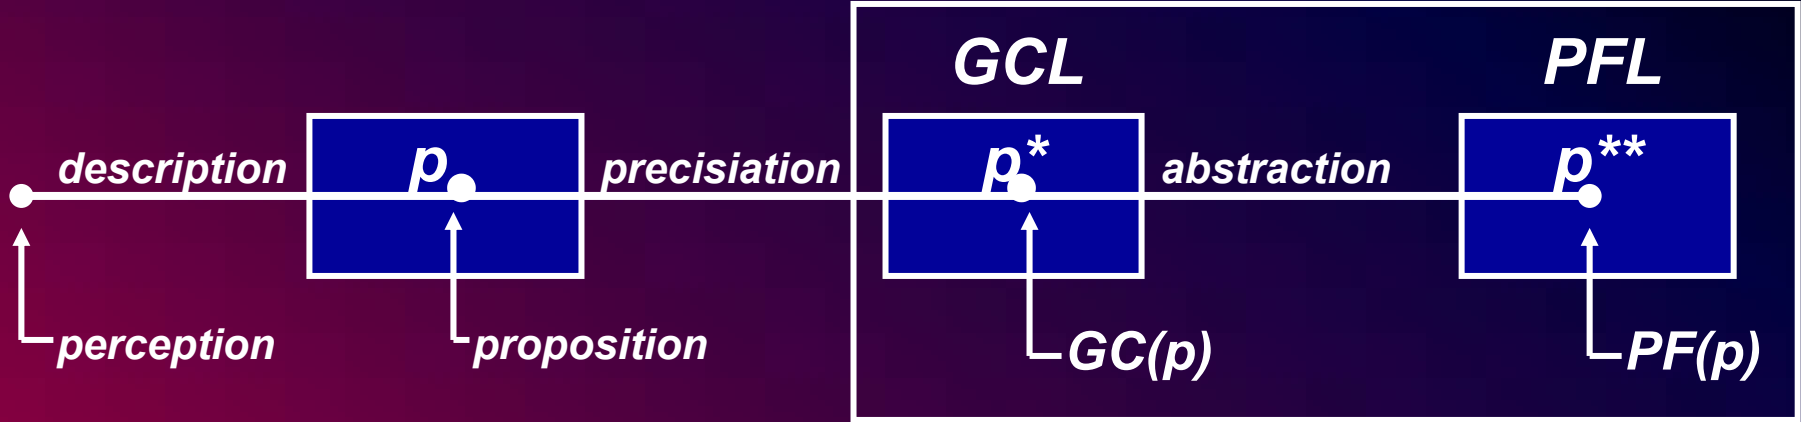 GCL PFL
description p precisiation p* abstraction p**
perception proposition GC(p) PF(p)